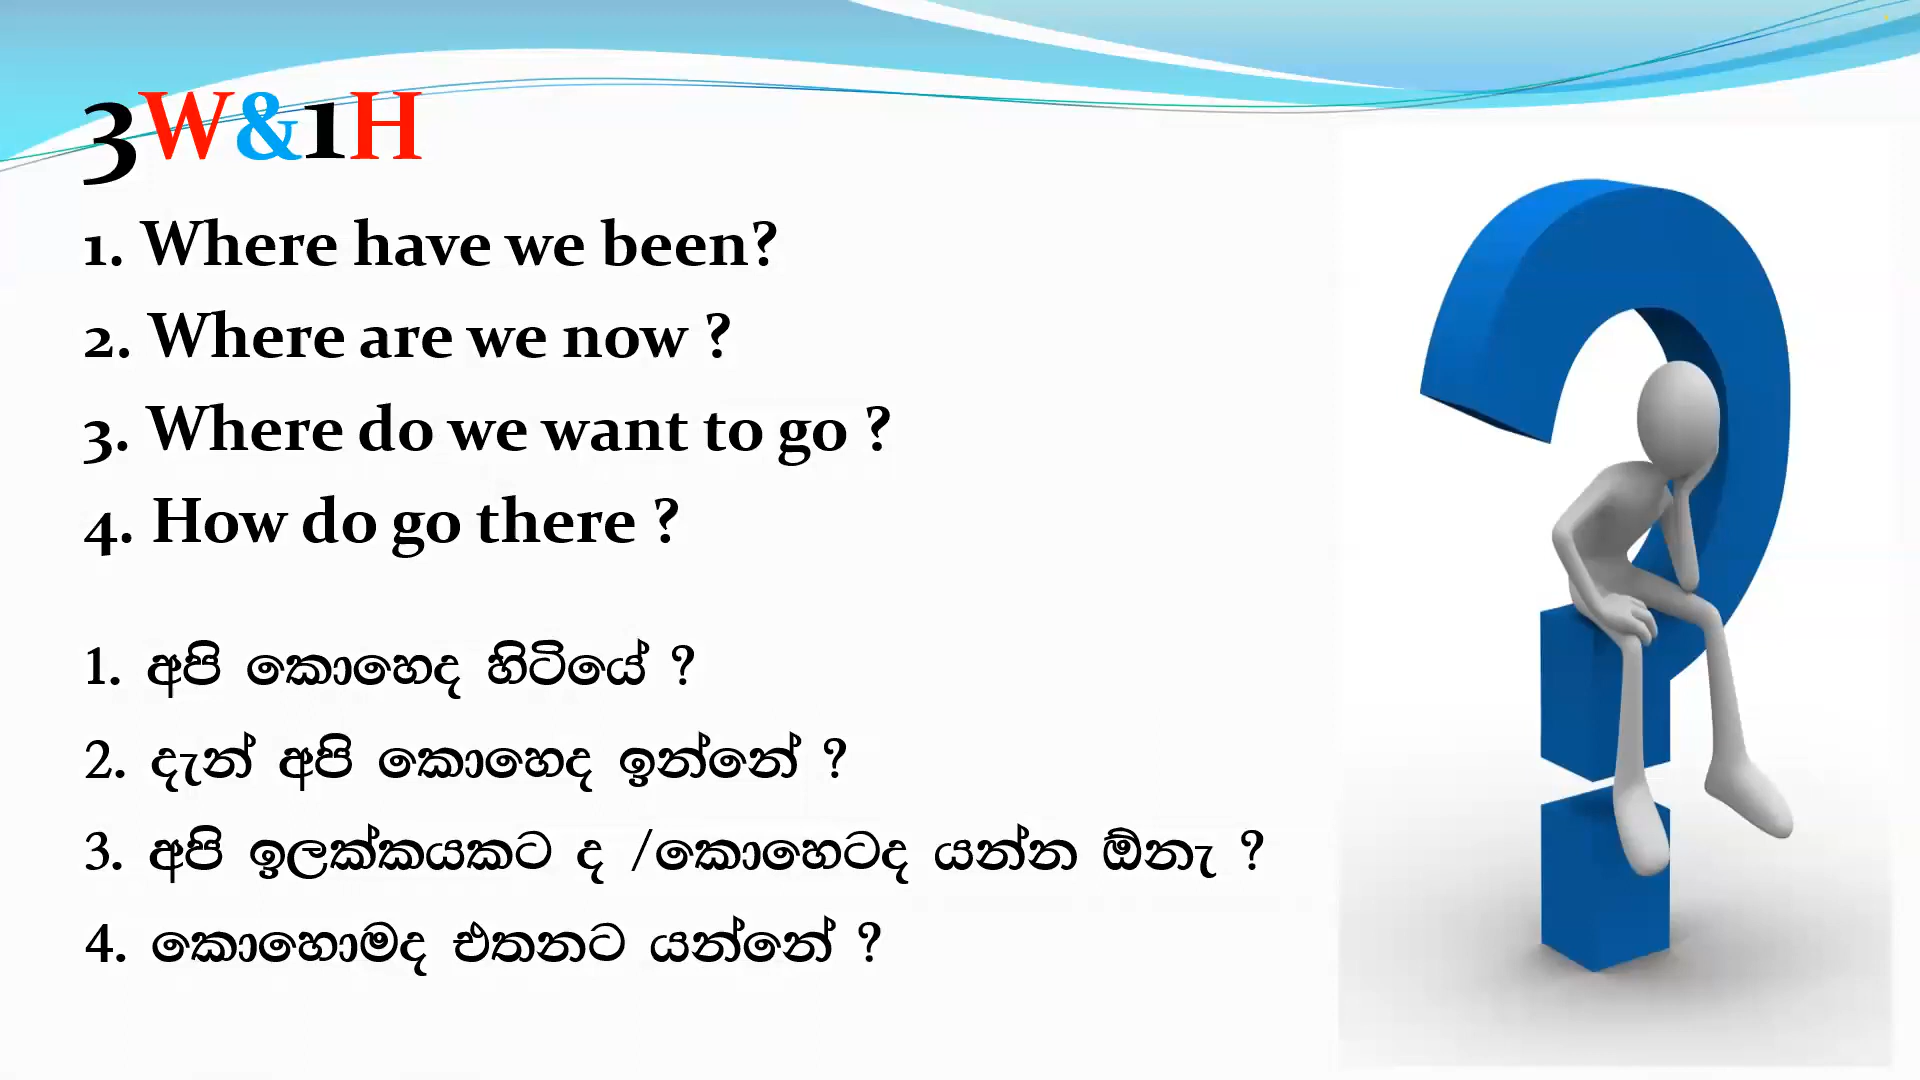 3W&1H
1. Where have we been?
2. Where are we now ?
3. Where do we want to go ?
4. How do go there ?
1. අපි කොහෙද හිටියේ ?
2. දැන් අපි කොහෙද ඉන්නේ ?
3. අපි ඉලක්කයකට ද /කොහෙටද යන්න ඕනැ ?
4. කොහොමද එතනට යන්නේ ?